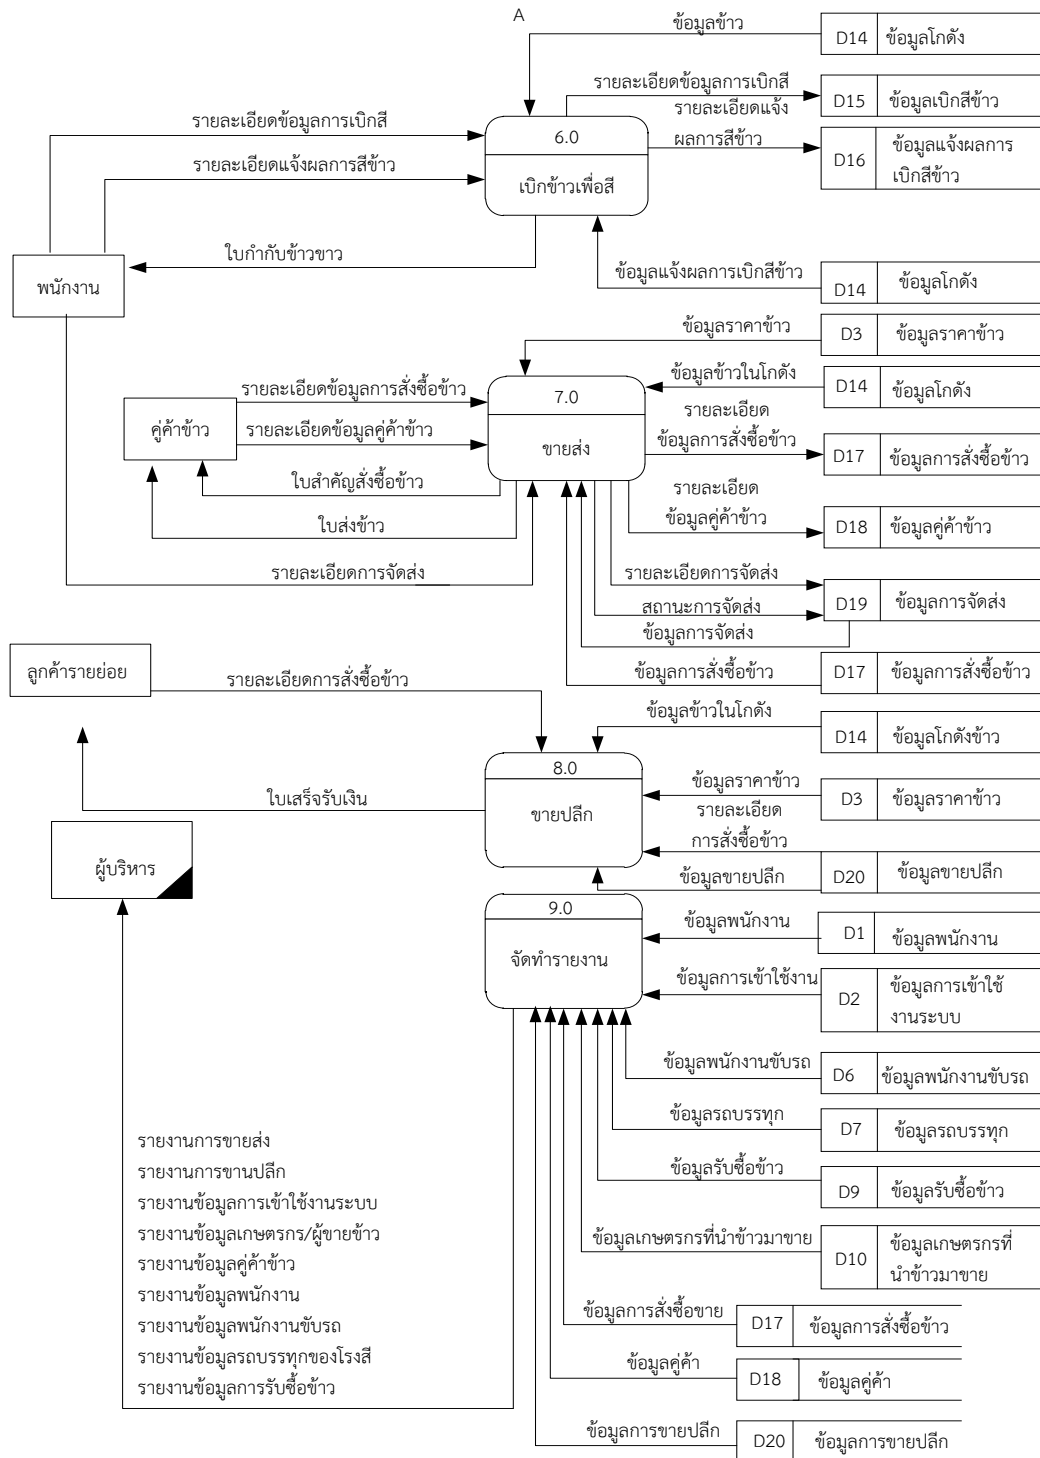 A
ข้อมูลข้าว
D14 ข้อมูลโกดัง
รายละเอียดข้อมูลการเบิกสี
D15 ข้อมูลเบิกสีข้าว
รายละเอียดแจ้ง
ผลการสีข้าว
D16 ข้อมูลแจ้งผลการ
เบิกสีข้าว
รายละเอียดข้อมูลการเบิกสี
รายละเอียดแจ้งผลการสีข้าว
6.0
เบิกข้าวเพื่อสี
ใบกำกับข้าวขาว
พนักงาน
ข้อมูลแจ้งผลการเบิกสีข้าว
D14 ข้อมูลโกดัง
ข้อมูลราคาข้าว
D3 ข้อมูลราคาข้าว
ข้อมูลข้าวในโกดัง
D14 ข้อมูลโกดัง
รายละเอียดข้อมูลการสั่งซื้อข้าว
คู่ค้าข้าว
รายละเอียดข้อมูลคู่ค้าข้าว
7.0
ขายส่ง
รายละเอียด
ข้อมูลการสั่งซื้อข้าว
D17 ข้อมูลการสั่งซื้อข้าว
ใบสำคัญสั่งซื้อข้าว
รายละเอียด
ข้อมูลคู่ค้าข้าว
D18 ข้อมูลคู่ค้าข้าว
ใบส่งข้าว
รายละเอียดการจัดส่ง
รายละเอียดการจัดส่ง
สถานะการจัดส่ง
D19 ข้อมูลการจัดส่ง
ข้อมูลการจัดส่ง
ข้อมูลการสั่งซื้อข้าว
D17 ข้อมูลการสั่งซื้อข้าว
ลูกค้ารายย่อย
รายละเอียดการสั่งซื้อข้าว
ข้อมูลข้าวในโกดัง
D14 ข้อมูลโกดังข้าว
8.0
ขายปลีก
ข้อมูลราคาข้าว
D3 ข้อมูลราคาข้าว
ใบเสร็จรับเงิน
รายละเอียด
การสั่งซื้อข้าว
ข้อมูลขายปลีก
D20 ข้อมูลขายปลีก
ผู้บริหาร
9.0
จัดทำรายงาน
ข้อมูลพนักงาน
D1 ข้อมูลพนักงาน
ข้อมูลการเข้าใช้งาน
D2 ข้อมูลการเข้าใช้
งานระบบ
ข้อมูลพนักงานขับรถ
D6 ข้อมูลพนักงานขับรถ
ข้อมูลรถบรรทุก
D7 ข้อมูลรถบรรทุก
ข้อมูลรับซื้อข้าว
D9 ข้อมูลรับซื้อข้าว
ข้อมูลเกษตรกรที่นำข้าวมาขาย
D10 ข้อมูลเกษตรกรที่
นำข้าวมาขาย
ข้อมูลการสั่งซื้อขาย
D17 ข้อมูลการสั่งซื้อข้าว
ข้อมูลคู่ค้า
D18 ข้อมูลคู่ค้า
ข้อมูลการขายปลีก
D20 ข้อมูลการขายปลีก
รายงานการขายส่ง
รายงานการขานปลีก
รายงานข้อมูลการเข้าใช้งานระบบ
รายงานข้อมูลเกษตรกร/ผู้ขายข้าว
รายงานข้อมูลคู่ค้าข้าว
รายงานข้อมูลพนักงาน
รายงานข้อมูลพนักงานขับรถ
รายงานข้อมูลรถบรรทุกของโรงสี
รายงานข้อมูลการรับซื้อข้าว